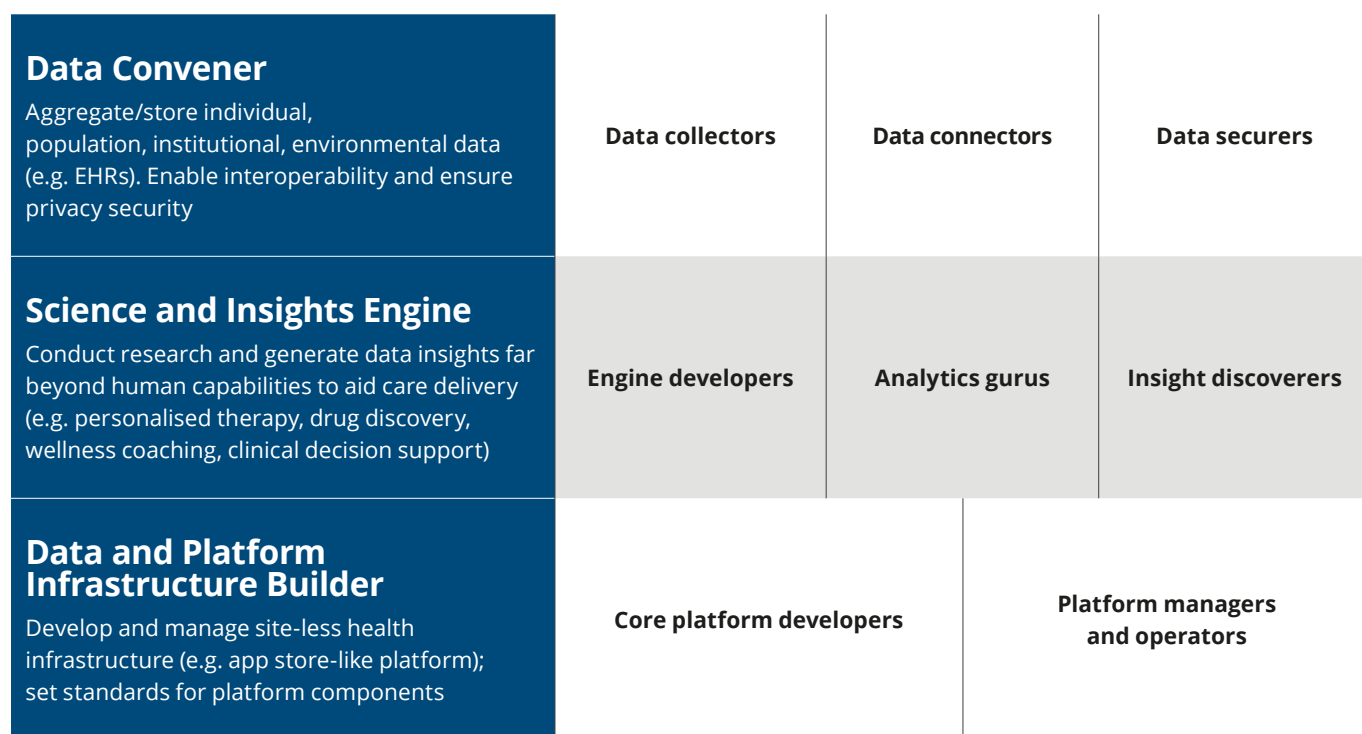 Data Convener
Aggregate/store individual,
population, institutional, environmental data
(e.g. EHRs). Enable interoperability and ensure
privacy security
Data collectors
Data connectors
Data securers
Science and Insights Engine
Conduct research and generate data insights far
beyond human capabilities to aid care delivery
(e.g. personalised therapy, drug discovery,
wellness coaching, clinical decision support)
Engine developers
Analytics gurus
Insight discoverers
Data and Platform
Infrastructure Builder
Develop and manage site-less health
infrastructure (e.g. app store-like platform);
set standards for platform components
Core platform developers
Platform managers
and operators